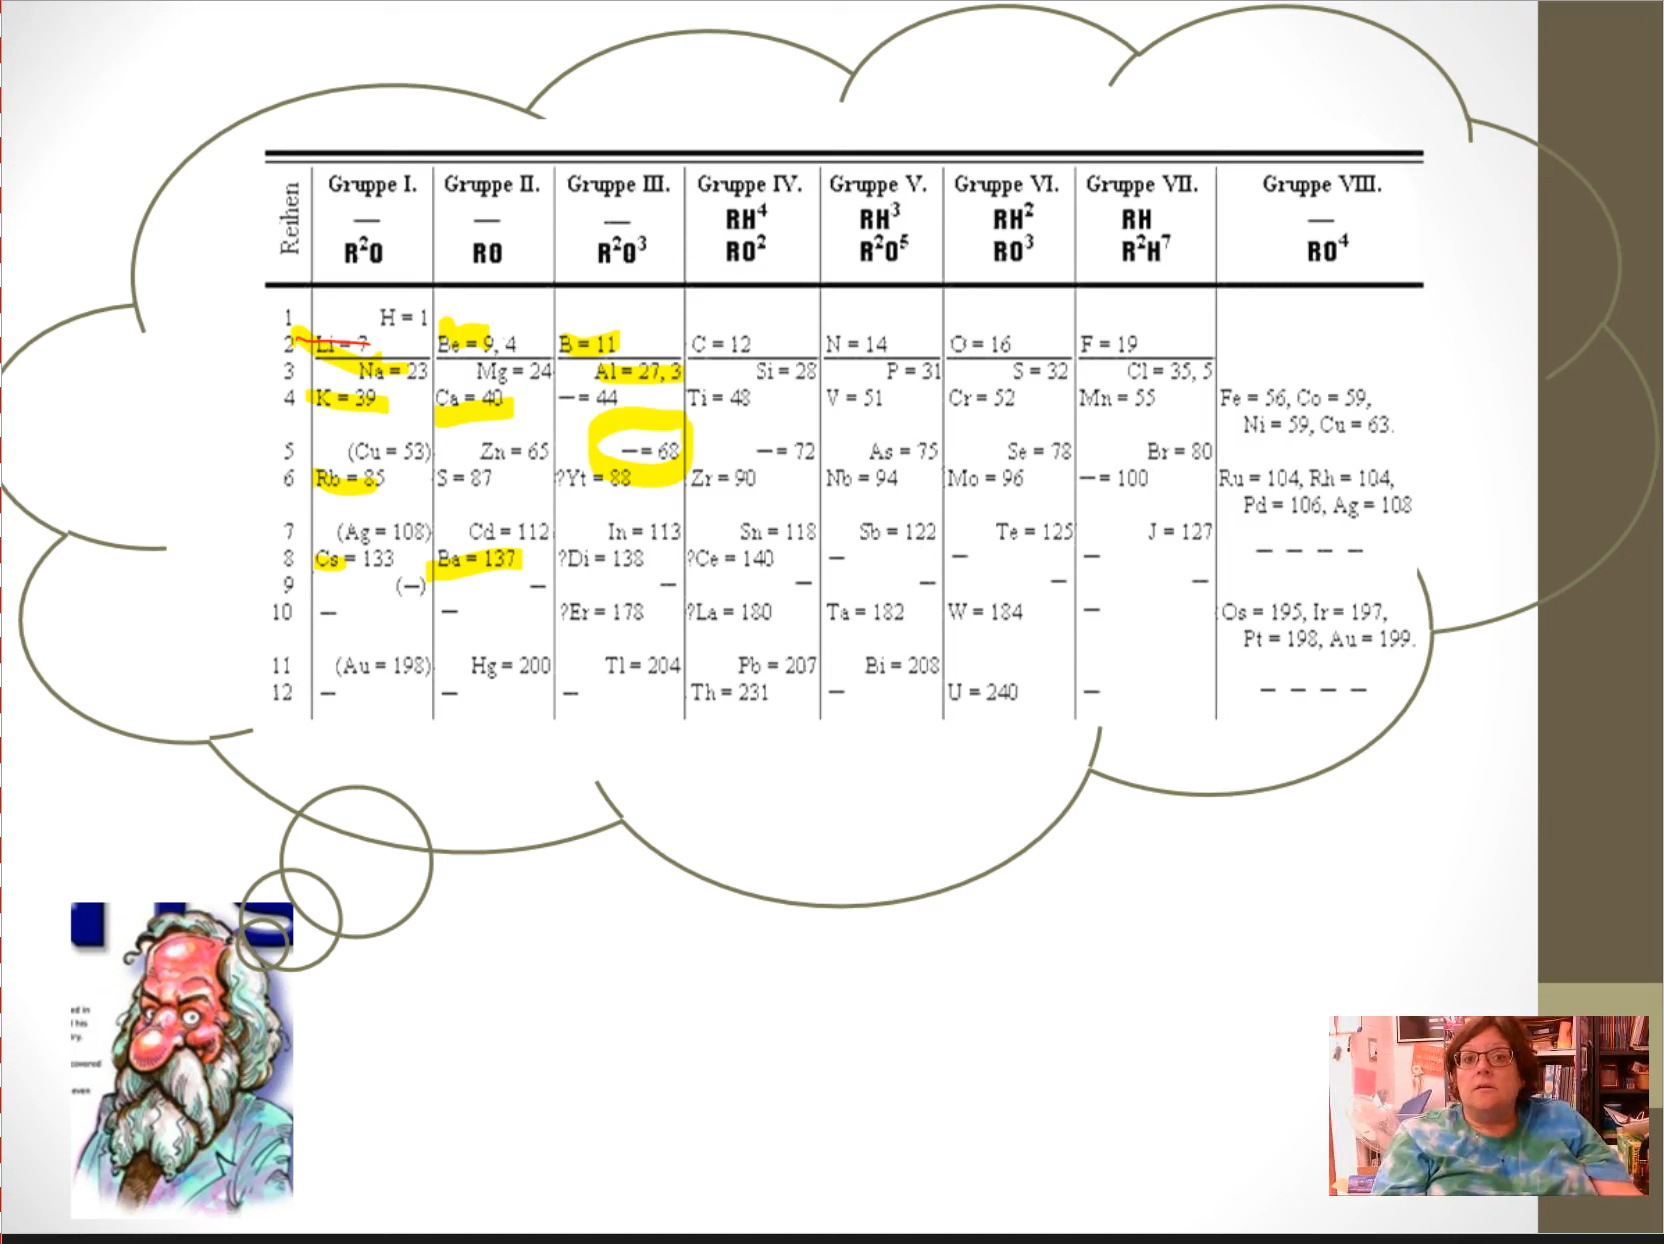 Reihen Gruppe I. Gruppe II. Gruppe III. Gruppe IV. Gruppe V. Gruppe VI. Gruppe VII. Gruppe VIII.
— — — RH⁴ RH³ RH² RH —
R²O RO R²O³ RO² R²O⁵ RO³ R²H⁷ RO⁴
1 H = 1
2 Li = 7 Be = 9, 4 B = 11 C = 12 N = 14 O = 16 F = 19
3 Na = 23 Mg = 24 Al = 27, 3 Si = 28 P = 31 S = 32 Cl = 35, 5
4 K = 39 Ca = 40 — = 44 Ti = 48 V = 51 Cr = 52 Mn = 55 Fe = 56, Co = 59,
Ni = 59, Cu = 63.
5 (Cu = 53) Zn = 65 — = 68 — = 72 As = 75 Se = 78 Br = 80
6 Rb = 85 S = 87 ?Yt = 88 Zr = 90 Nb = 94 Mo = 96 — = 100 Ru = 104, Rh = 104,
Pd = 106, Ag = 108
7 (Ag = 108) Cd = 112 In = 113 Sn = 118 Sb = 122 Te = 125 J = 127
8 Cs = 133 Ba = 137 ?Di = 138 ?Ce = 140 — — — — — — —
9 (—) — — — — — —
10 — — ?Er = 178 ?La = 180 Ta = 182 W = 184 — Os = 195, Ir = 197,
Pt = 198, Au = 199.
11 (Au = 198) Hg = 200 Tl = 204 Pb = 207 Bi = 208
12 — — — Th = 231 — U = 240 — — — — —
ed in
his
covered
even